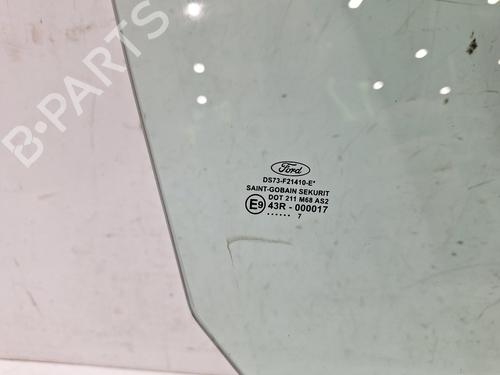 B-PARTS
Ford
DS73-F21410-E*
SAINT-GOBAIN SEKURIT
DOT 211 M68 AS2
E9 43R - 000017
...... 7